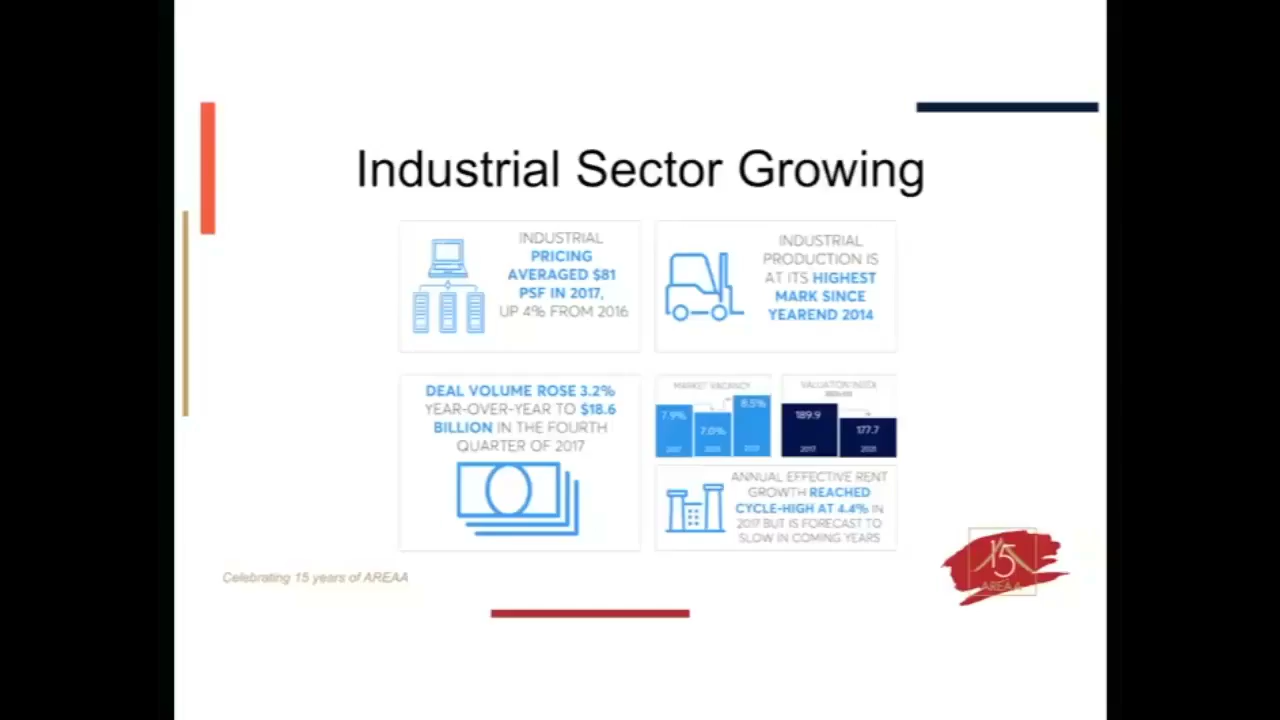 Industrial Sector Growing
INDUSTRIAL
PRICING
AVERAGED $81
PSF IN 2017,
UP 4% FROM 2016
INDUSTRIAL
PRODUCTION IS
AT ITS HIGHEST
MARK SINCE
YEAREND 2014
DEAL VOLUME ROSE 3.2%
YEAR-OVER-YEAR TO $18.6
BILLION IN THE FOURTH
QUARTER OF 2017
MARKET VACANCY
7.9%
7.0%
8.5%
2017
VALUATION INDEX
189.9
177.7
2017
2021
ANNUAL EFFECTIVE RENT
GROWTH REACHED
CYCLE-HIGH AT 4.4% IN
2017 BUT IS FORECAST TO
SLOW IN COMING YEARS
Celebrating 15 years of AREAA
15
AREAA